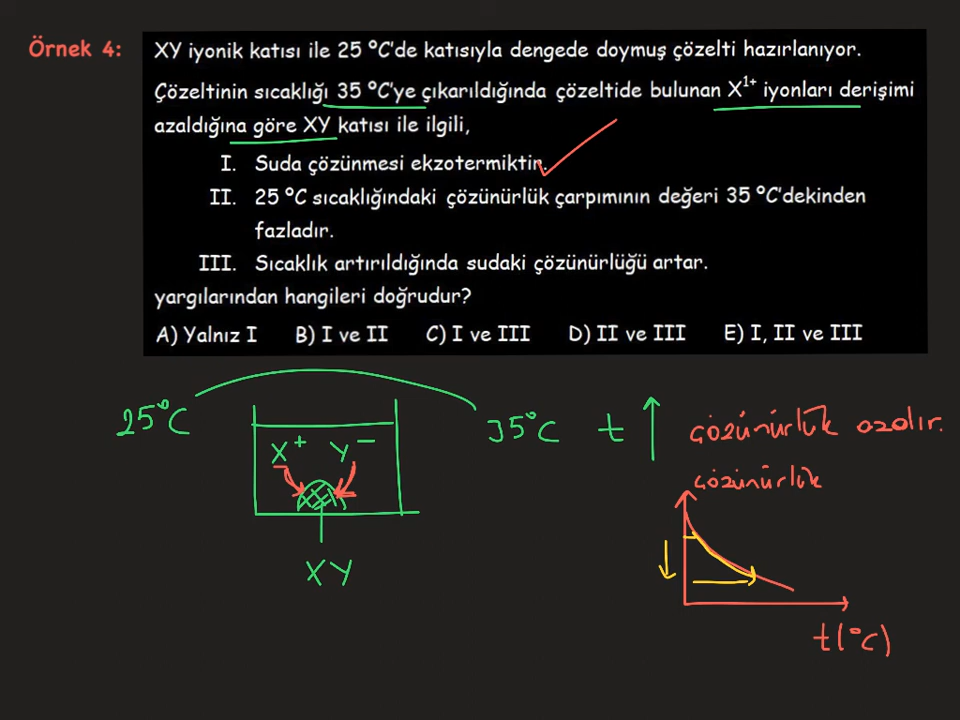 Örnek 4:
XY iyonik katısı ile 25 °C'de katısıyla dengede doymuş çözelti hazırlanıyor.
Çözeltinin sıcaklığı 35 °C'ye çıkarıldığında çözeltide bulunan X¹⁺ iyonları derişimi
azaldığına göre XY katısı ile ilgili,
I. Suda çözünmesi ekzotermiktir.
II. 25 °C sıcaklığındaki çözünürlük çarpımının değeri 35 °C'dekinden
fazladır.
III. Sıcaklık artırıldığında sudaki çözünürlüğü artar.
yargılarından hangileri doğrudur?
A) Yalnız I B) I ve II C) I ve III D) II ve III E) I, II ve III
25°C
35°C t ↑ çözünürlük azalır.
X⁺ Y⁻
çözünürlük
XY
t(°C)